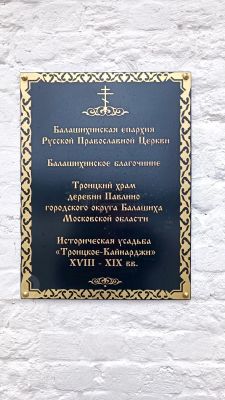 Балашихинская епархия
Русской Православной Церкви
Балашихинское благочиние
Троицкий храм
деревни Павлино
городского округа Балашиха
Московской области
Историческая усадьба
«Троицкое-Кайнарджи»
XVIII - XIX вв.